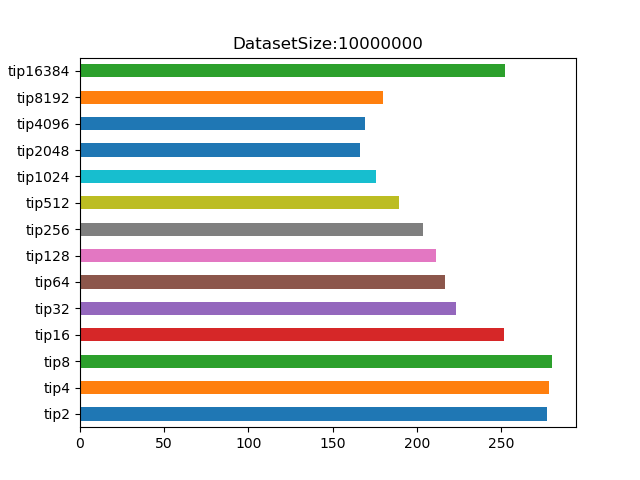 DatasetSize:10000000
tip16384
tip8192
tip4096
tip2048
tip1024
tip512
tip256
tip128
tip64
tip32
tip16
tip8
tip4
tip2
0 50 100 150 200 250